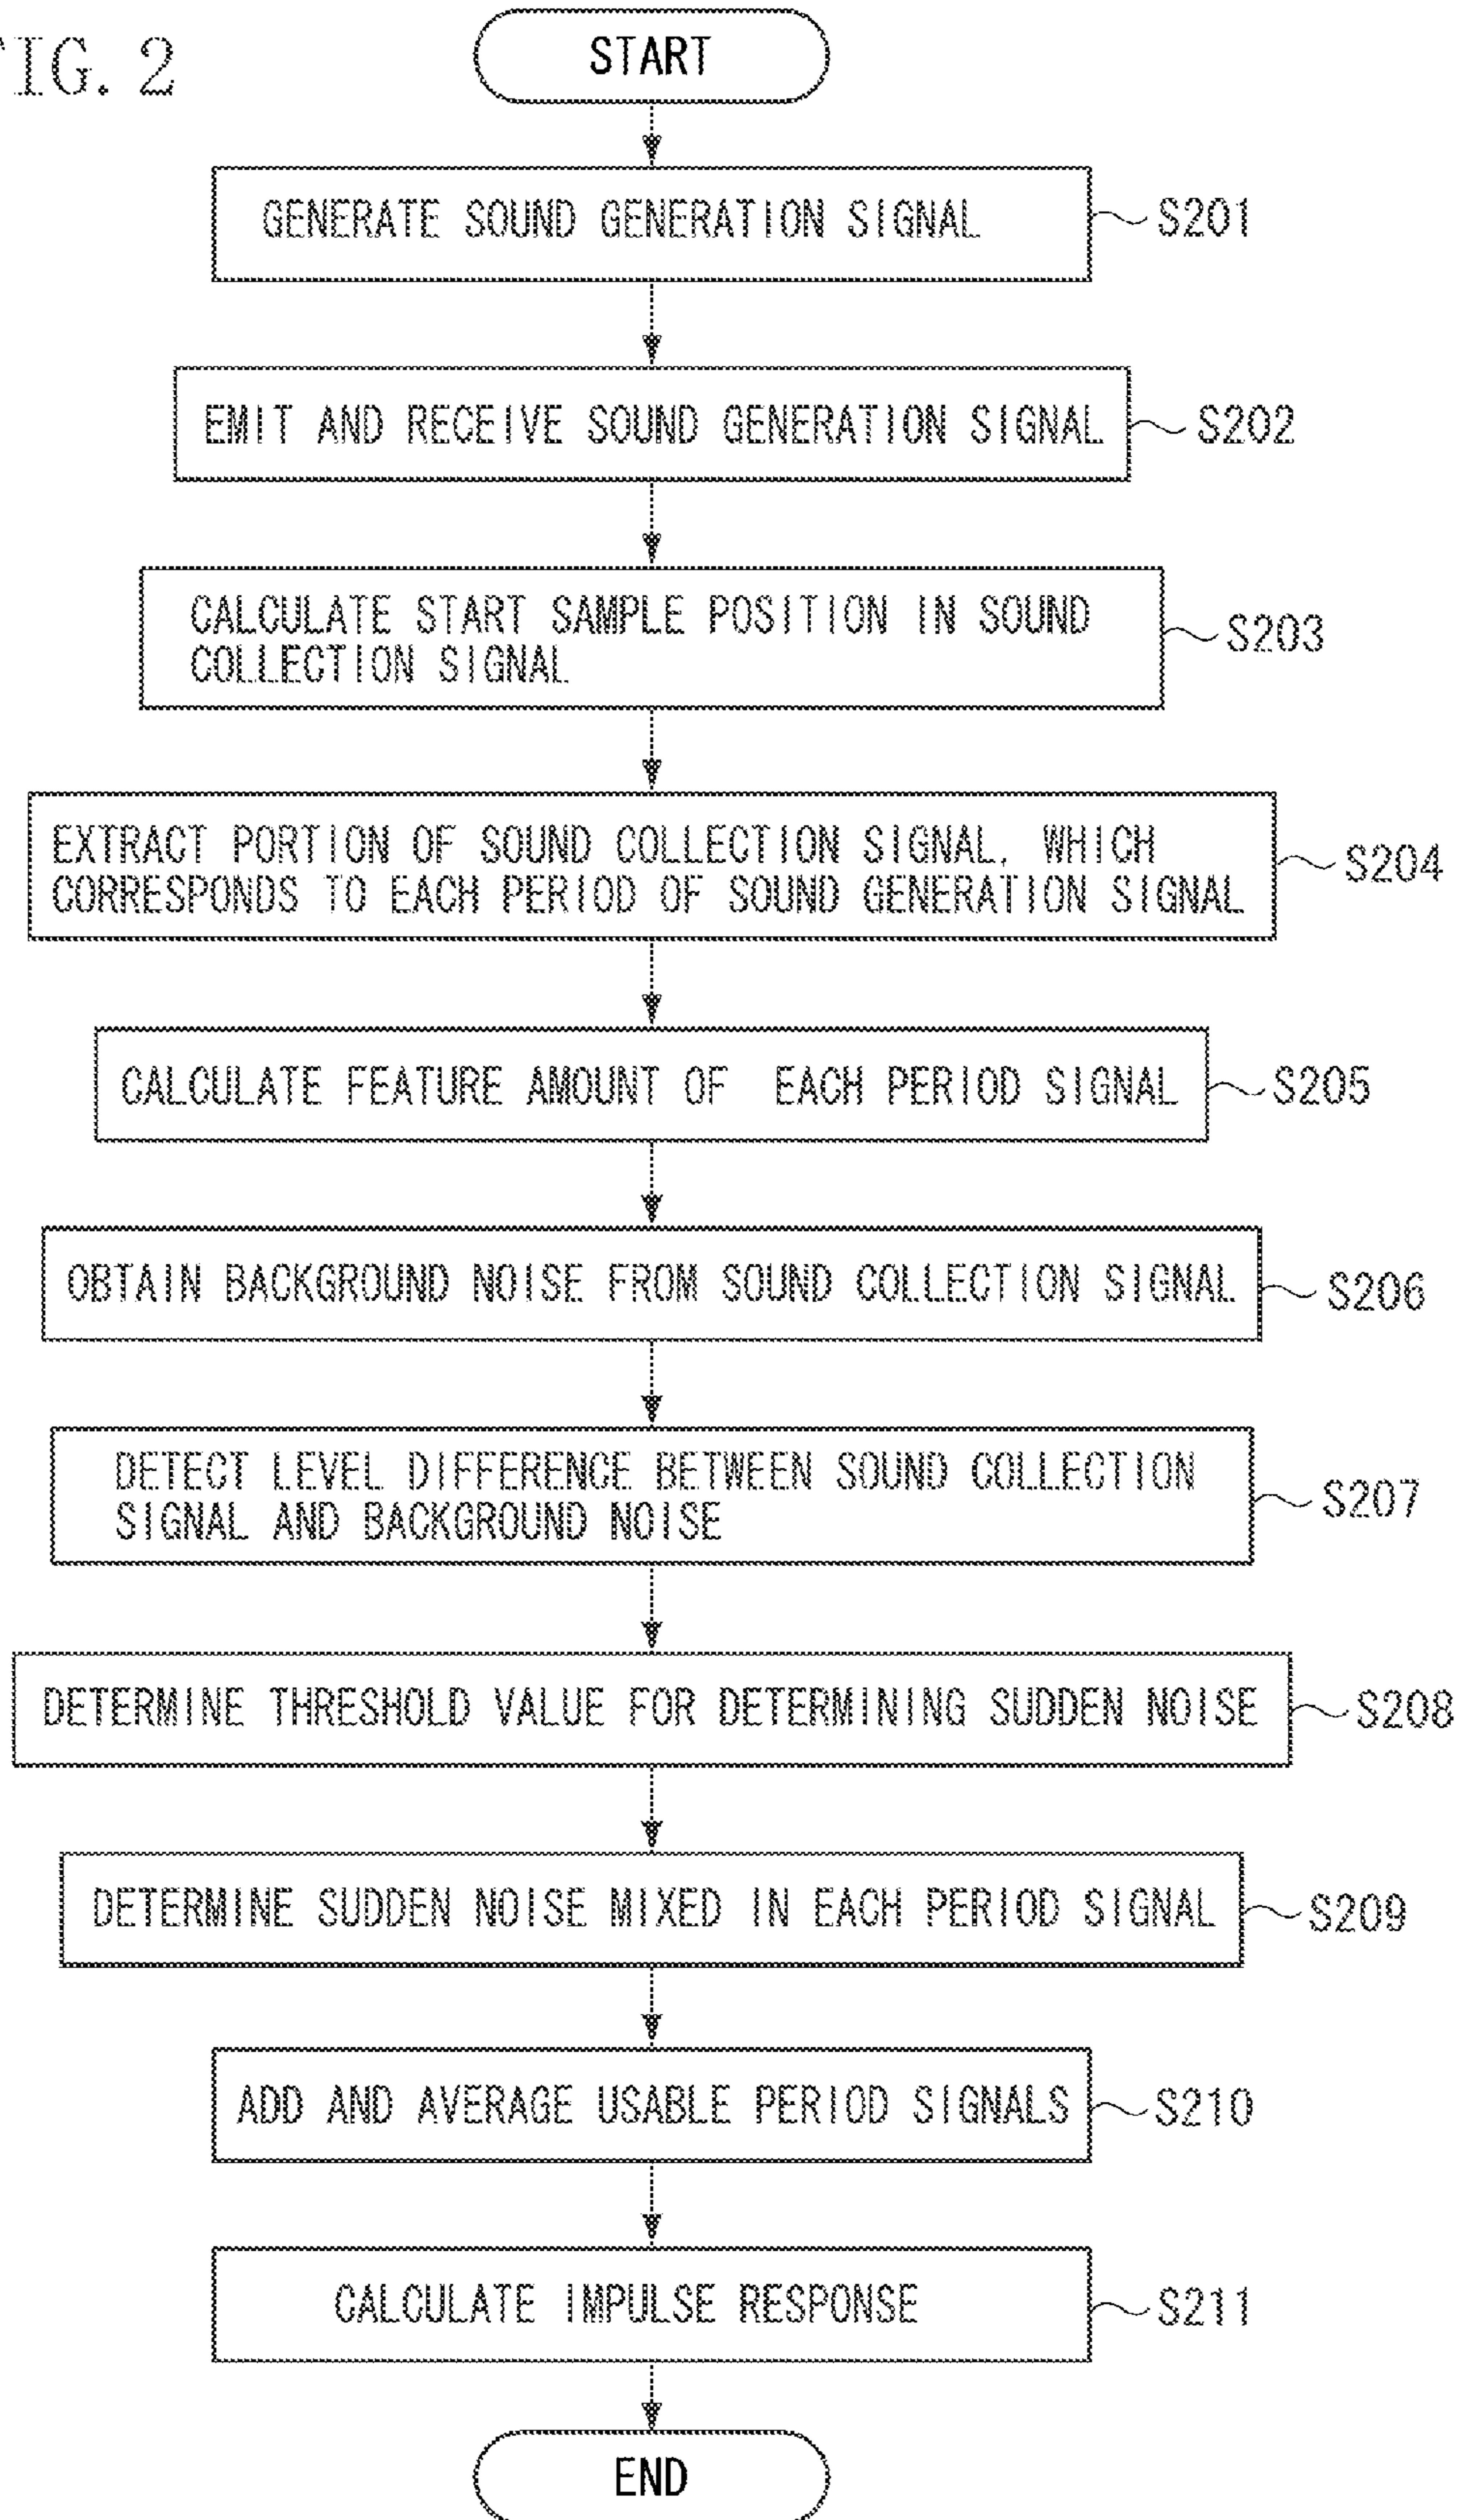 FIG. 2
START
GENERATE SOUND GENERATION SIGNAL
S201
EMIT AND RECEIVE SOUND GENERATION SIGNAL
S202
CALCULATE START SAMPLE POSITION IN SOUND
COLLECTION SIGNAL
S203
EXTRACT PORTION OF SOUND COLLECTION SIGNAL, WHICH
CORRESPONDS TO EACH PERIOD OF SOUND GENERATION SIGNAL
S204
CALCULATE FEATURE AMOUNT OF EACH PERIOD SIGNAL
S205
OBTAIN BACKGROUND NOISE FROM SOUND COLLECTION SIGNAL
S206
DETECT LEVEL DIFFERENCE BETWEEN SOUND COLLECTION
SIGNAL AND BACKGROUND NOISE
S207
DETERMINE THRESHOLD VALUE FOR DETERMINING SUDDEN NOISE
S208
DETERMINE SUDDEN NOISE MIXED IN EACH PERIOD SIGNAL
S209
ADD AND AVERAGE USABLE PERIOD SIGNALS
S210
CALCULATE IMPULSE RESPONSE
S211
END